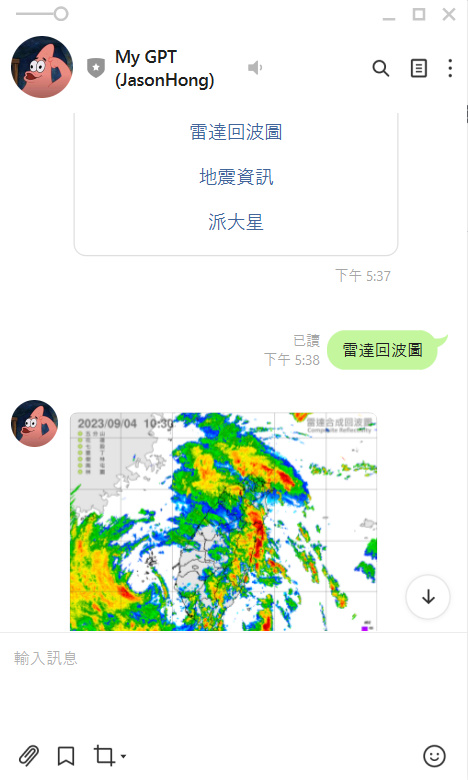 My GPT
(JasonHong)
雷達回波圖
地震資訊
派大星
下午 5:37
已讀
下午 5:38
雷達回波圖
2023/09/04 10:30
雷達合成回波圖
Composite Reflectivity
輸入訊息